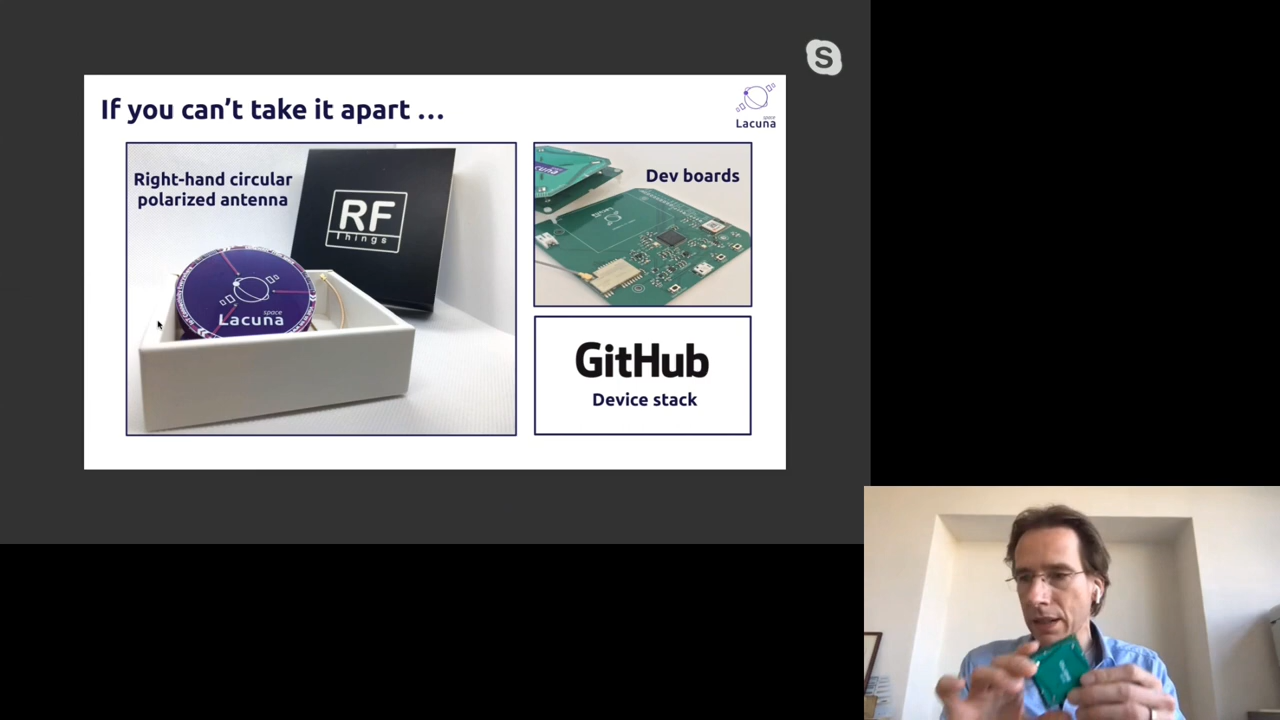 S
If you can't take it apart …
space
Lacuna
Right-hand circular
polarized antenna
RF
Things
space
Lacuna
Dev boards
Lacuna
GitHub
Device stack